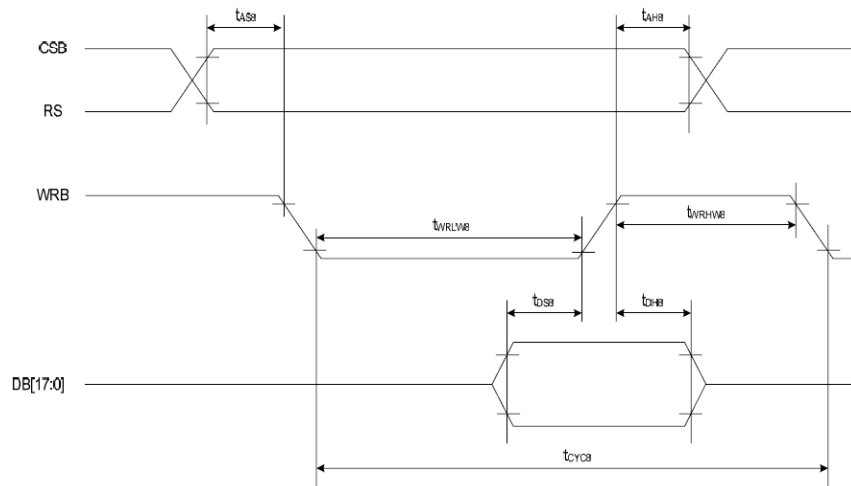 tAS8 tAH8
CSB
RS
WRB
tWRLW8 tWRHW8
tDS8 tDH8
DB[17:0]
tCYC8